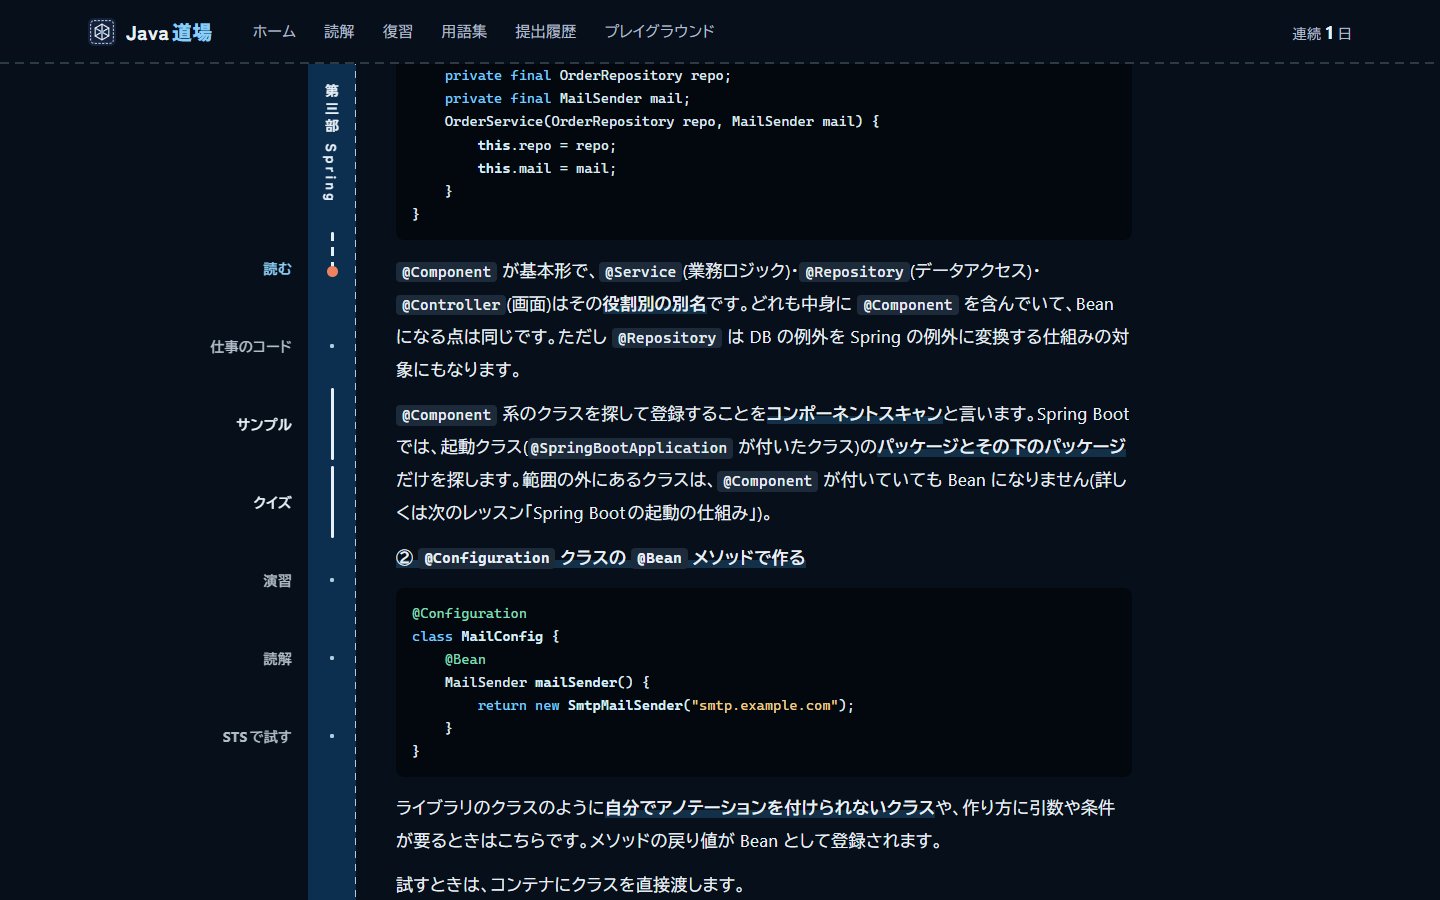 Java道場
ホーム
読解
復習
用語集
提出履歴
プレイグラウンド
連続 1 日
第三部 Spring
読む
仕事のコード
サンプル
クイズ
演習
読解
STSで試す
private final OrderRepository repo;
private final MailSender mail;
OrderService(OrderRepository repo, MailSender mail) {
this.repo = repo;
this.mail = mail;
}
}
@Component が基本形で、@Service(業務ロジック)・@Repository(データアクセス)・
@Controller(画面)はその役割別の別名です。どれも中身に @Component を含んでいて、Bean
になる点は同じです。ただし @Repository は DB の例外を Spring の例外に変換する仕組みの対
象にもなります。
@Component 系のクラスを探して登録することをコンポーネントスキャンと言います。Spring Boot
では、起動クラス(@SpringBootApplication が付いたクラス)のパッケージとその下のパッケージ
だけを探します。範囲の外にあるクラスは、@Component が付いていても Bean になりません(詳し
くは次のレッスン「Spring Bootの起動の仕組み」)。
② @Configuration クラスの @Bean メソッドで作る
@Configuration
class MailConfig {
@Bean
MailSender mailSender() {
return new SmtpMailSender("smtp.example.com");
}
}
ライブラリのクラスのように自分でアノテーションを付けられないクラスや、作り方に引数や条件
が要るときはこちらです。メソッドの戻り値が Bean として登録されます。
試すときは、コンテナにクラスを直接渡します。